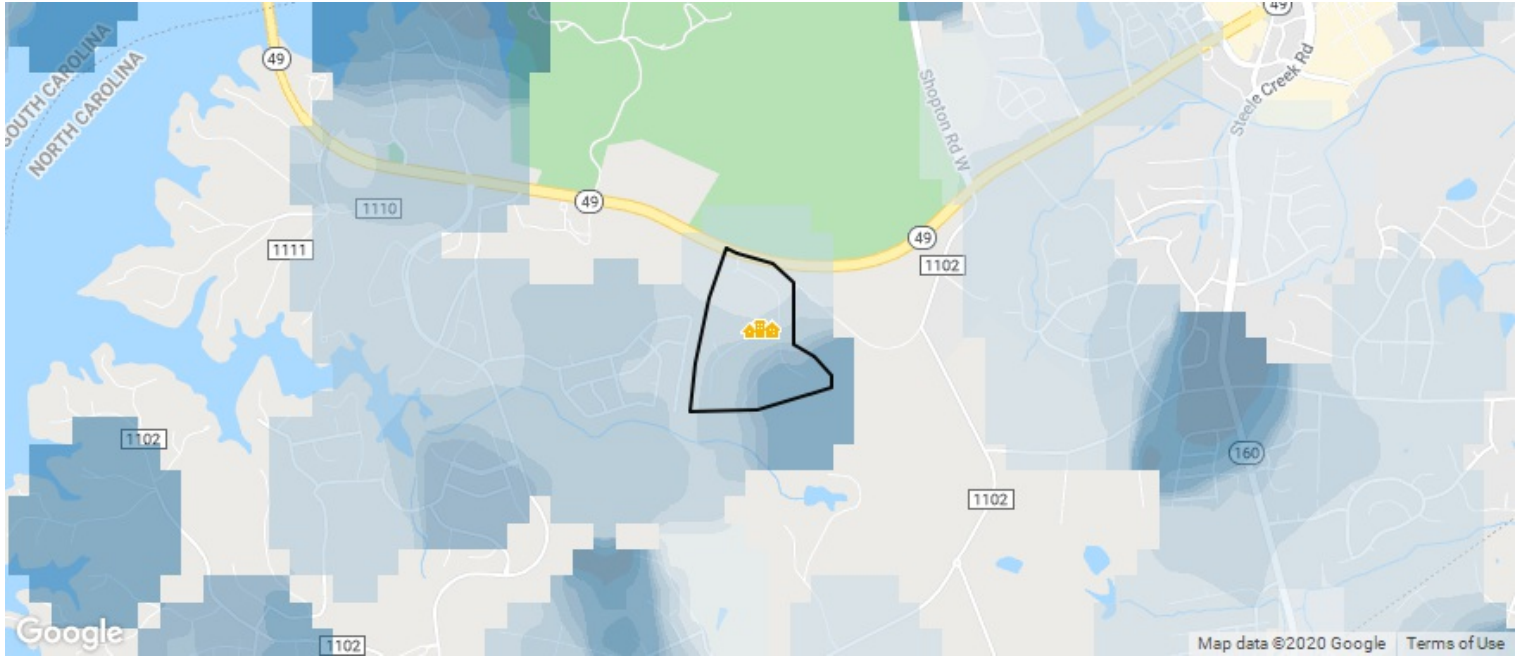 49
49
SOUTH CAROLINA
NORTH CAROLINA
Shopton Rd W
Steele Creek Rd
49
1110
1111
49
1102
1102
160
1102
1102
Google
Map data ©2020 Google
Terms of Use